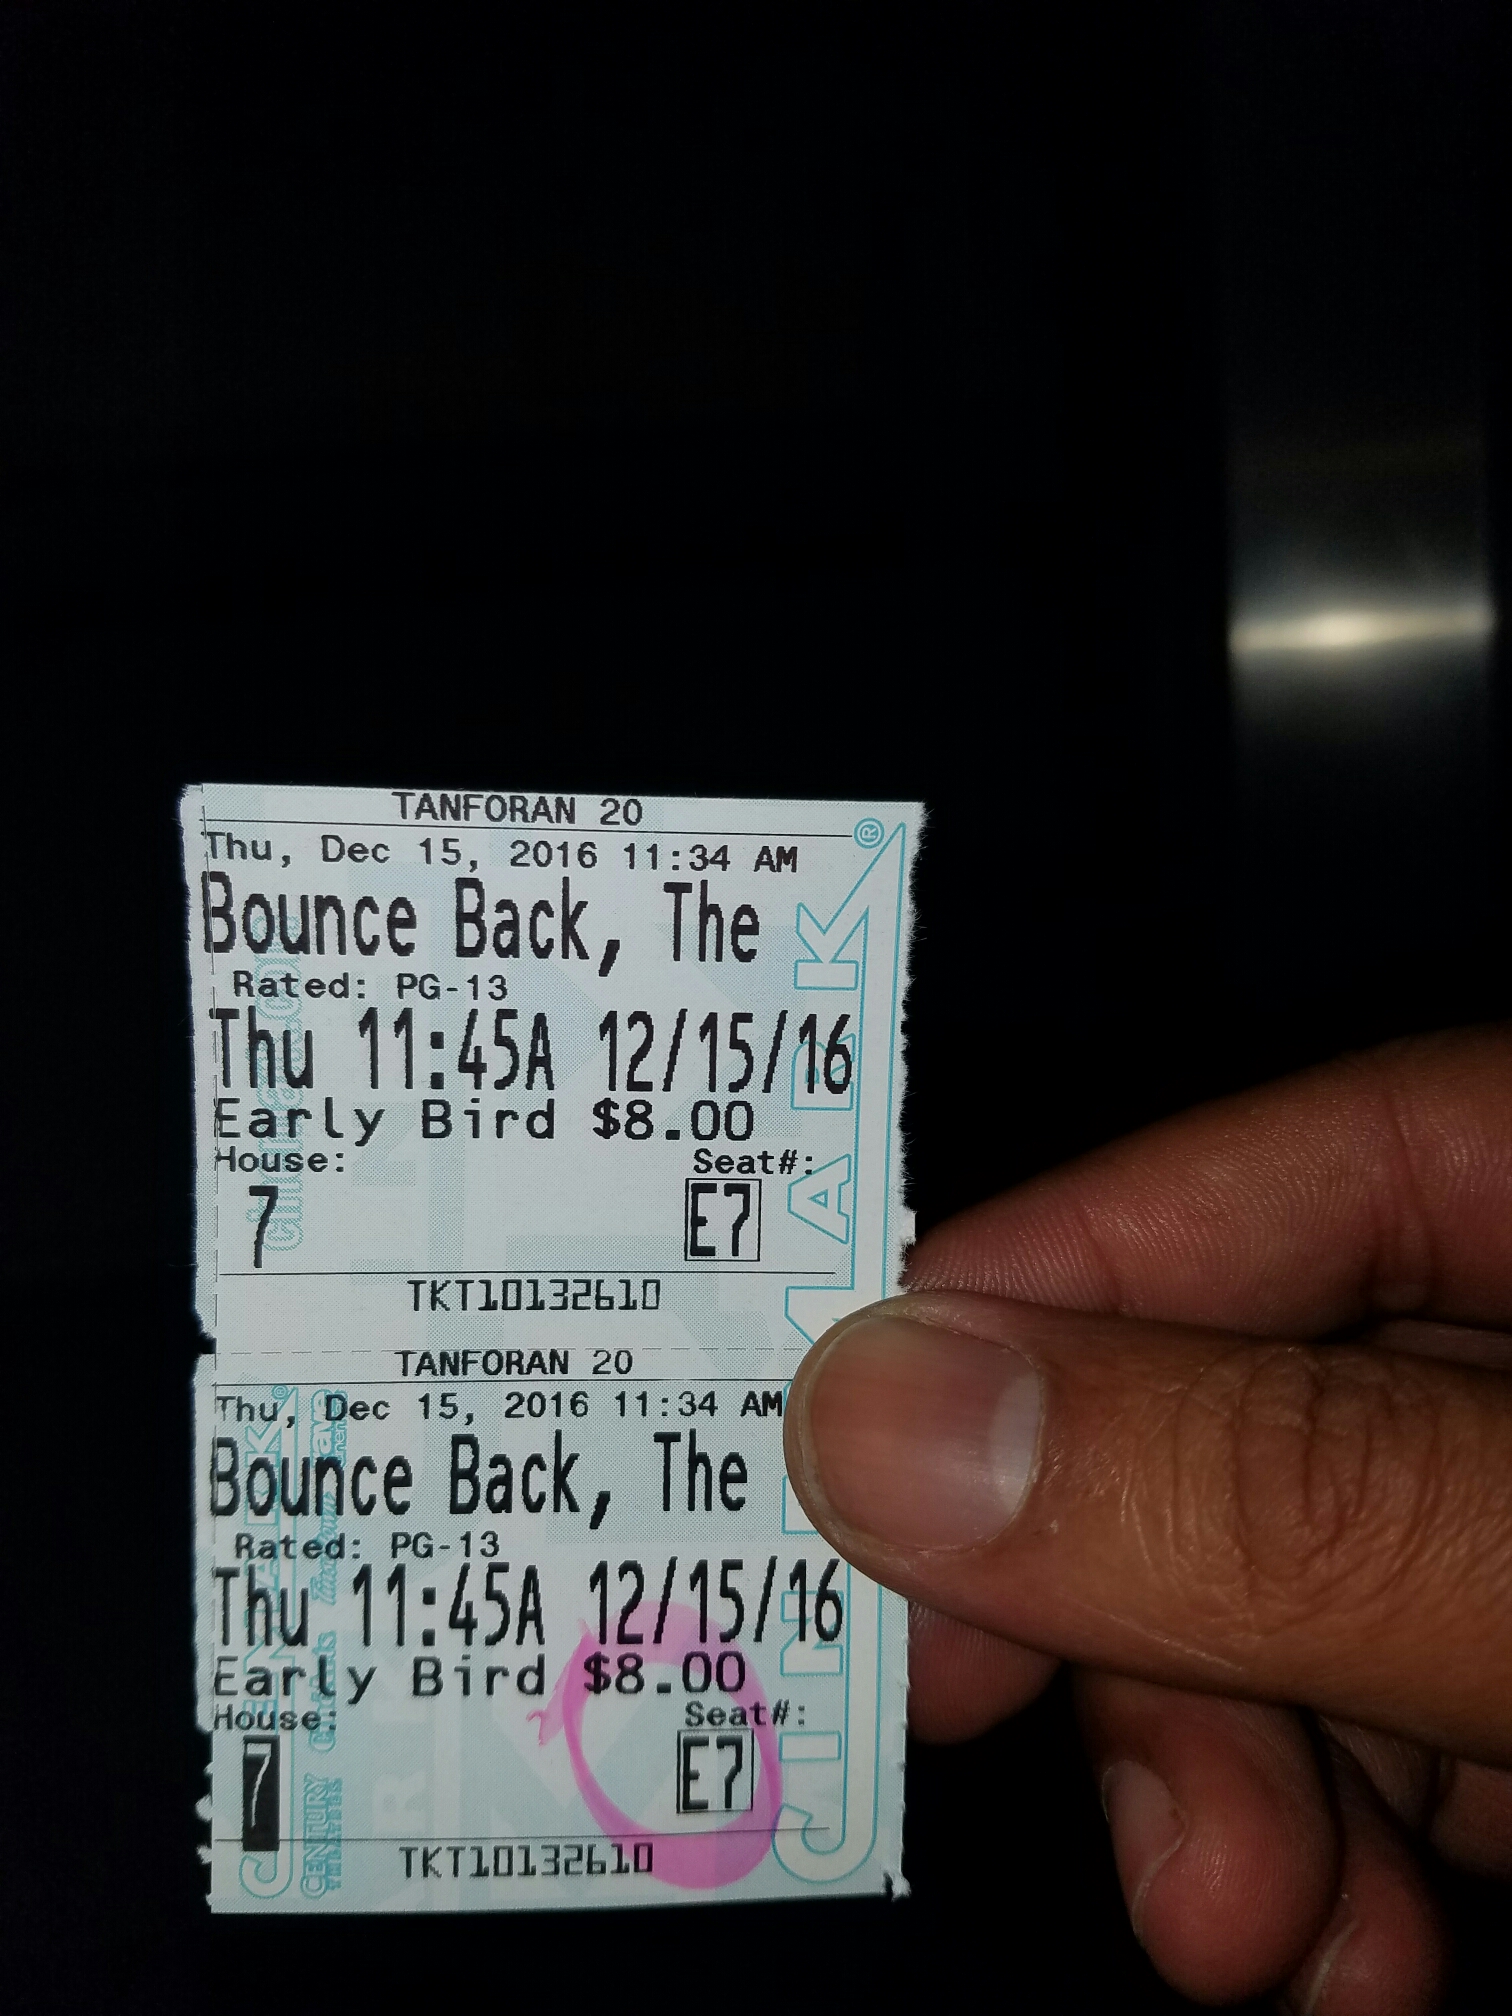 TANFORAN 20
Thu, Dec 15, 2016 11:34 AM
Bounce Back, The
Rated: PG-13
Thu 11:45A 12/15/16
Early Bird $8.00
House: Seat#:
7 E7
TKT10132610
TANFORAN 20
Thu, Dec 15, 2016 11:34 AM
Bounce Back, The
Rated: PG-13
Thu 11:45A 12/15/16
Early Bird $8.00
House: Seat#:
7 E7
TKT10132610
CINEMARK®
CENTURY